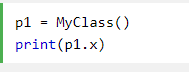 p1 = MyClass()
print(p1.x)